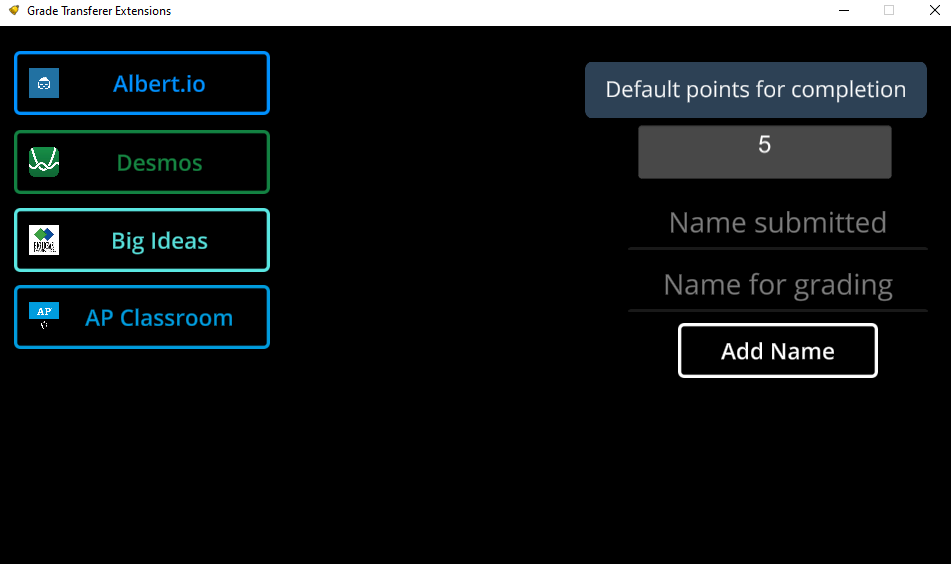 Grade Transferer Extensions
Albert.io
Desmos
Big Ideas
AP
AP Classroom
Default points for completion
5
Name submitted
Name for grading
Add Name